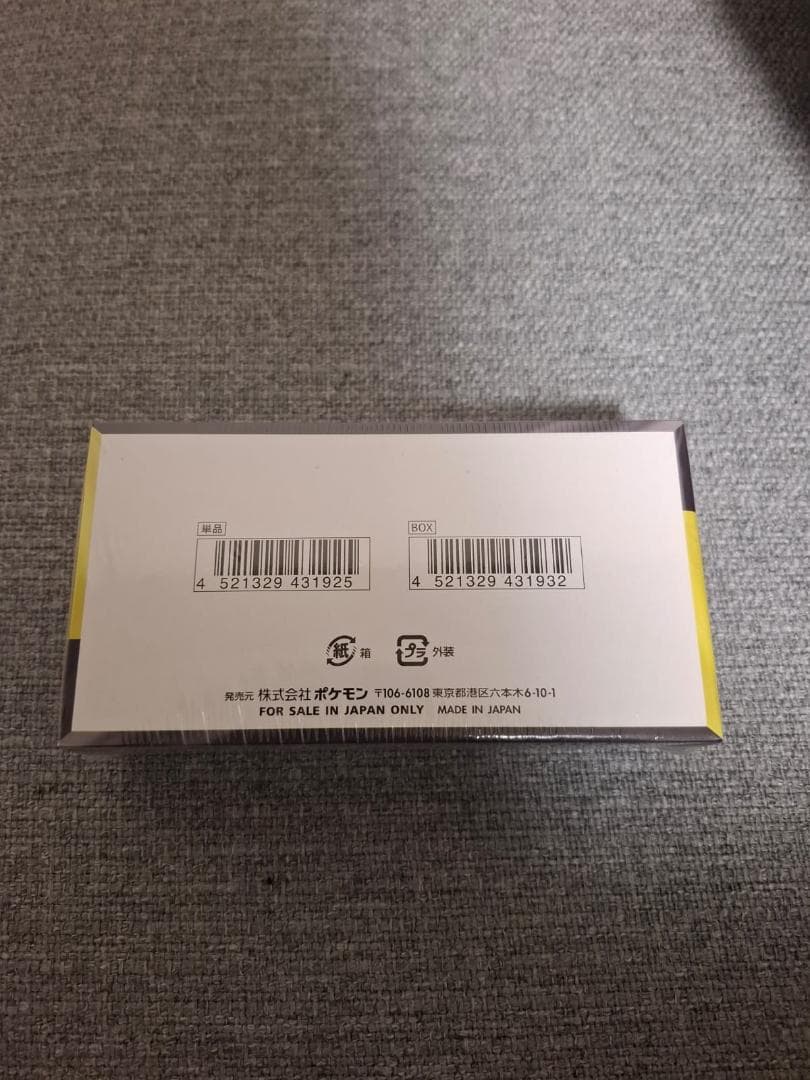 単品
4 521329 431925
BOX
4 521329 431932
紙 箱
プラ 外装
発売元 株式会社ポケモン 〒106-6108 東京都港区六本木6-10-1
FOR SALE IN JAPAN ONLY MADE IN JAPAN